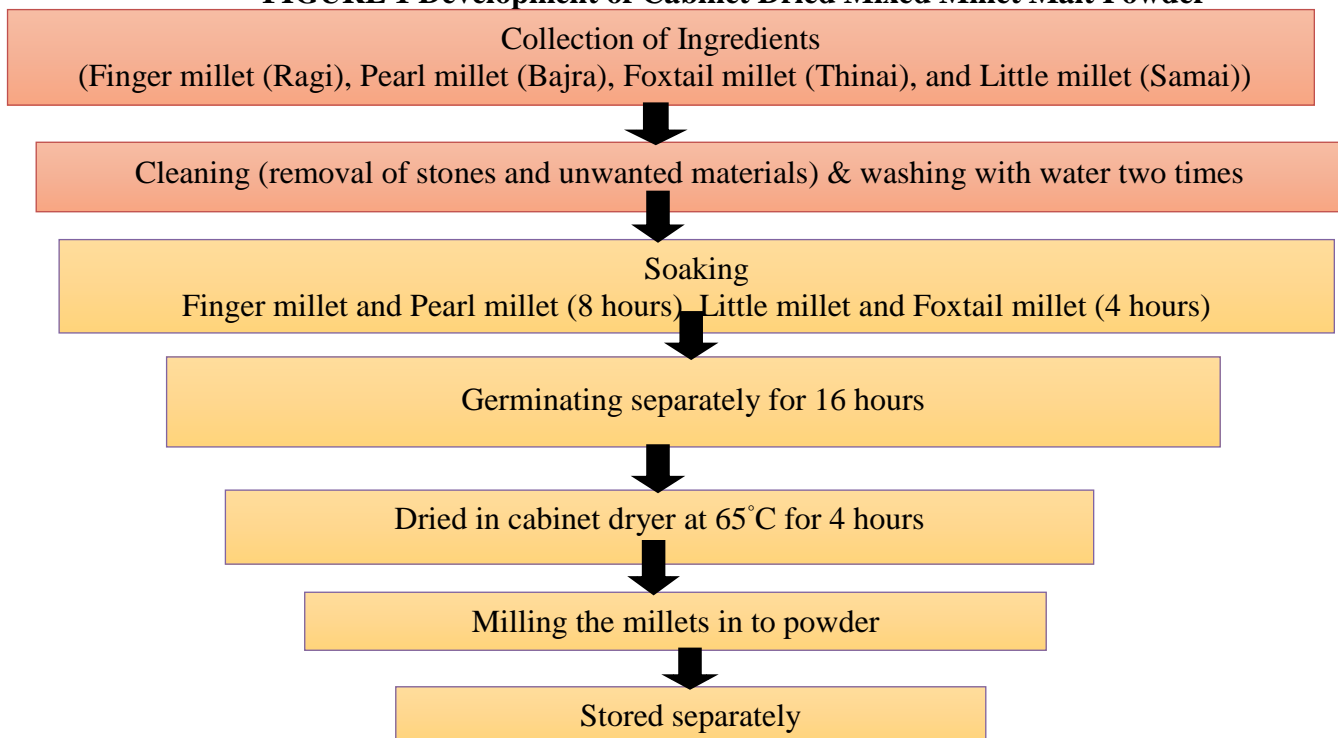 FIGURE 1 Development of Cabinet Dried Mixed Millet Malt Powder
Collection of Ingredients
(Finger millet (Ragi), Pearl millet (Bajra), Foxtail millet (Thinai), and Little millet (Samai))
Cleaning (removal of stones and unwanted materials) & washing with water two times
Soaking
Finger millet and Pearl millet (8 hours) Little millet and Foxtail millet (4 hours)
Germinating separately for 16 hours
Dried in cabinet dryer at 65°C for 4 hours
Milling the millets in to powder
Stored separately